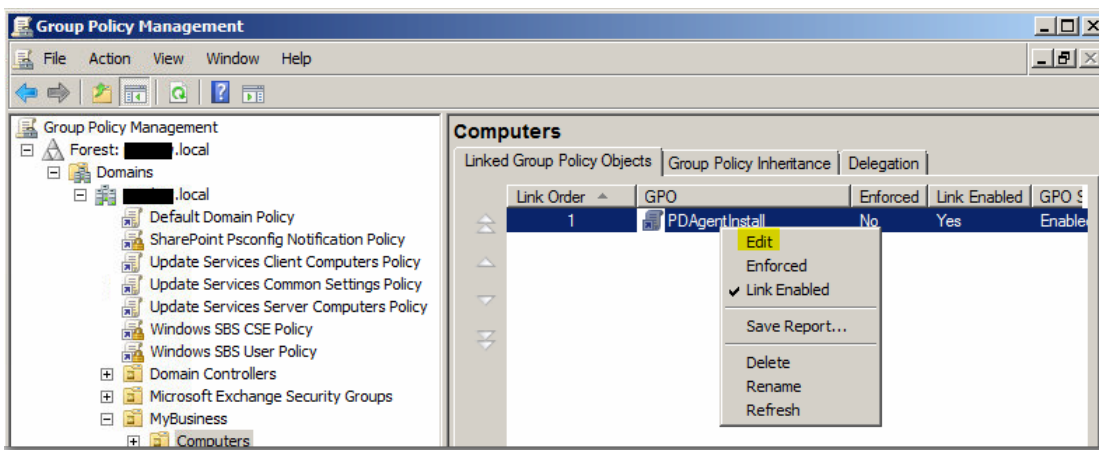 Group Policy Management
File Action View Window Help
Group Policy Management
Forest: .local
Domains
.local
Default Domain Policy
SharePoint Psconfig Notification Policy
Update Services Client Computers Policy
Update Services Common Settings Policy
Update Services Server Computers Policy
Windows SBS CSE Policy
Windows SBS User Policy
Domain Controllers
Microsoft Exchange Security Groups
MyBusiness
Computers
Computers
Linked Group Policy Objects Group Policy Inheritance Delegation
Link Order GPO Enforced Link Enabled GPO S
1 PDAgentInstall No Yes Enable
Edit
Enforced
Link Enabled
Save Report...
Delete
Rename
Refresh